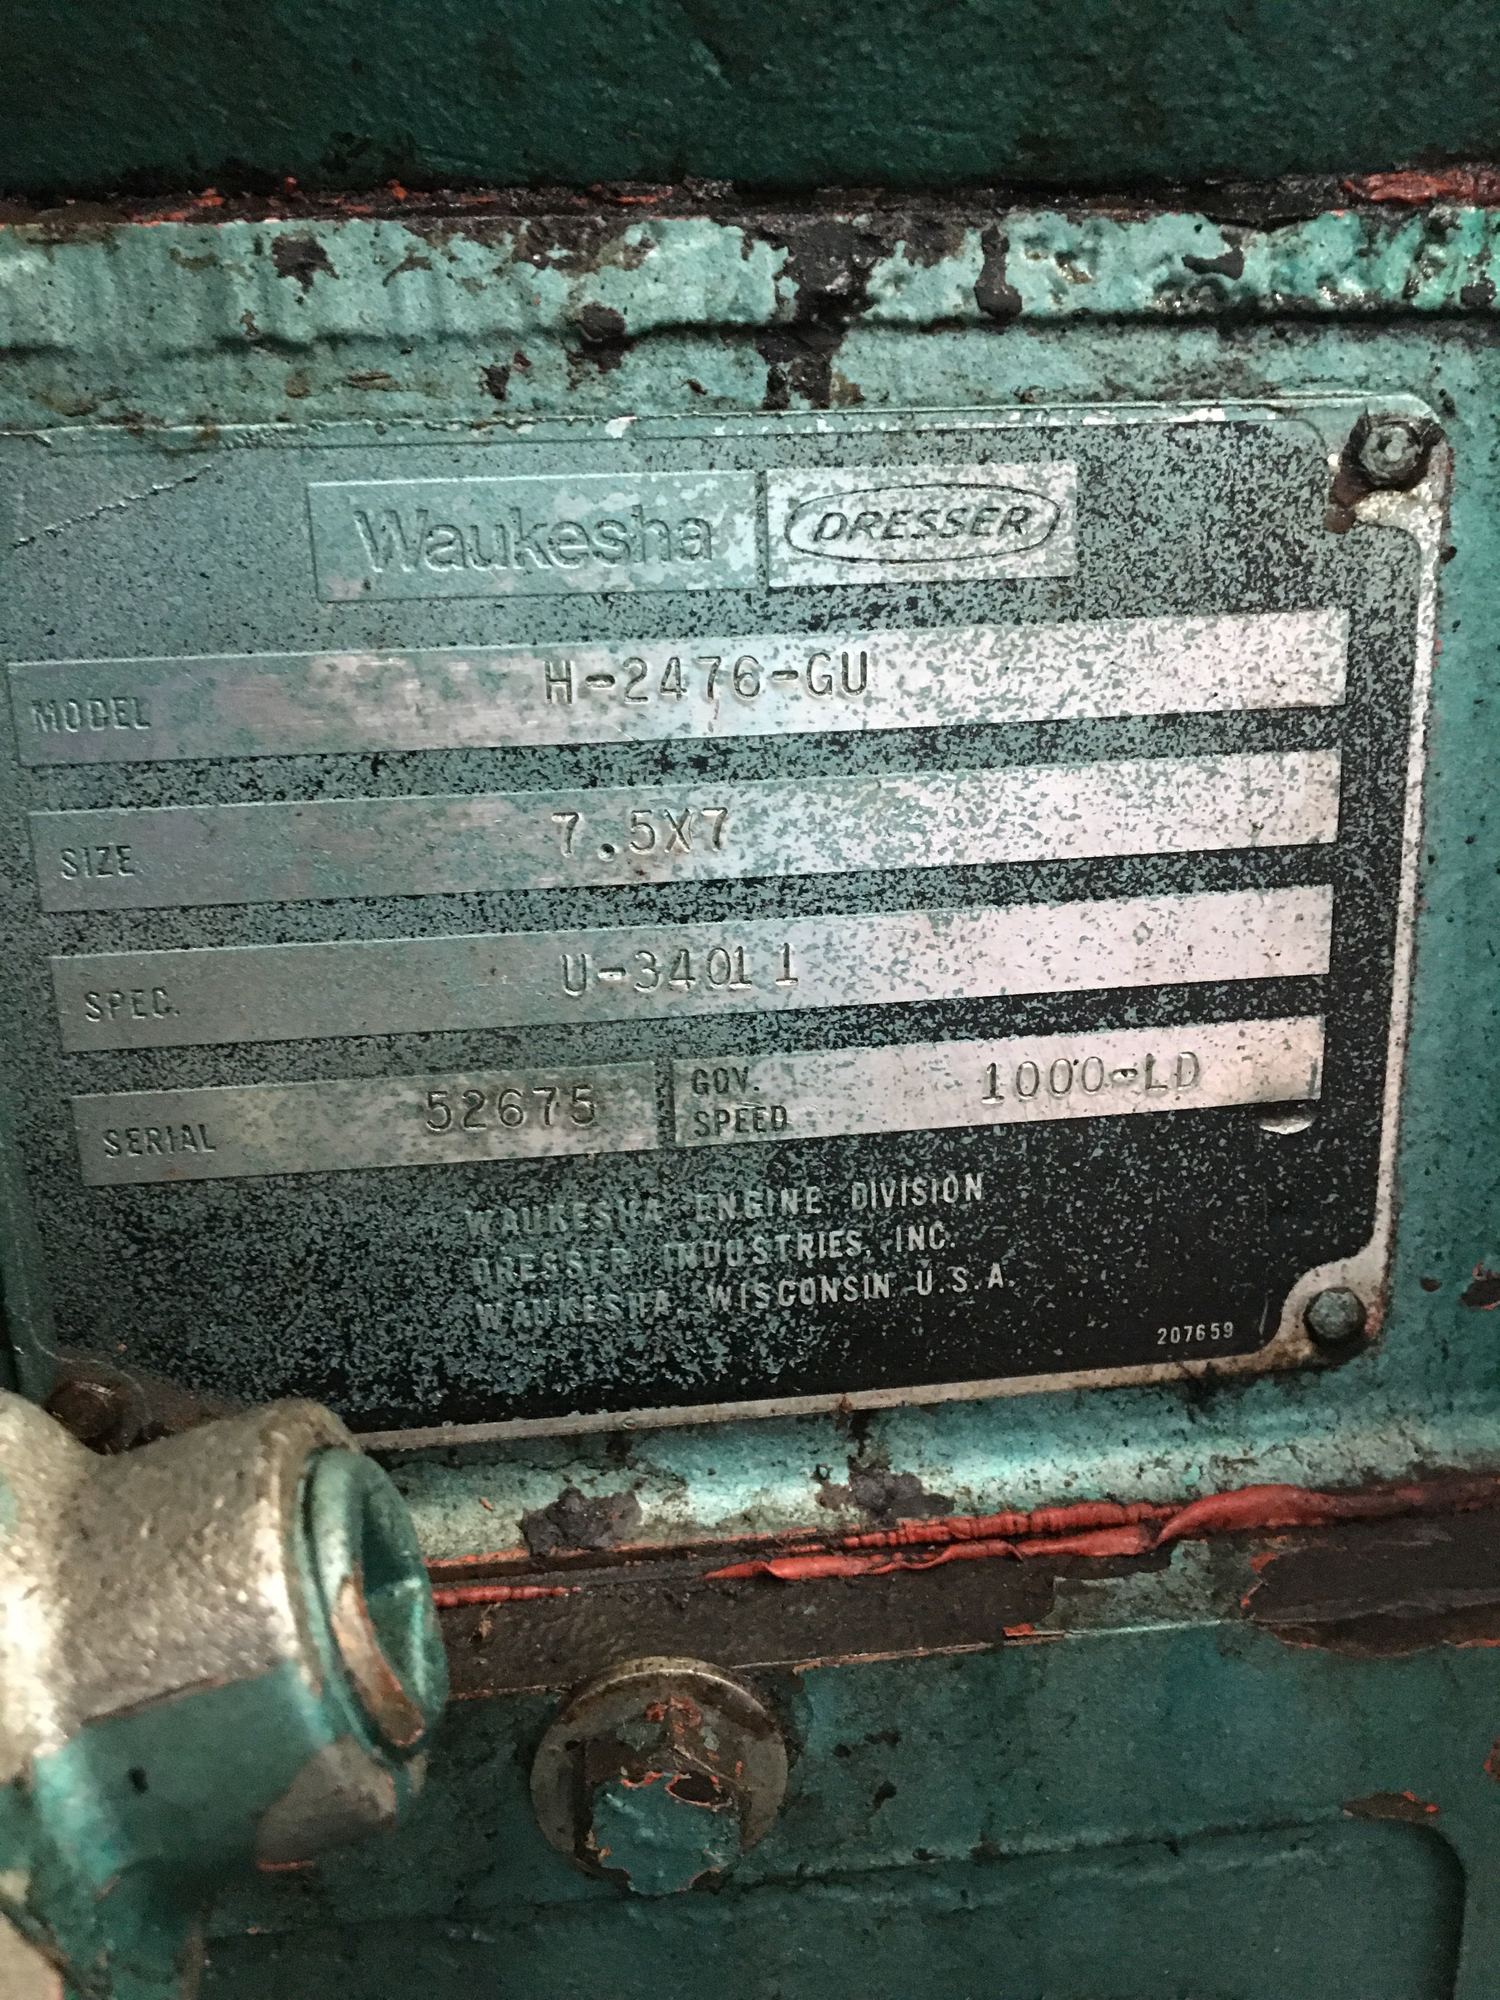 Waukesha DRESSER
MODEL H-2476-GU
SIZE 7.5X7
SPEC. U-34011
SERIAL 52675 GOV. SPEED 1000-LD
WAUKESHA ENGINE DIVISION
DRESSER INDUSTRIES, INC.
WAUKESHA, WISCONSIN U.S.A.
207659